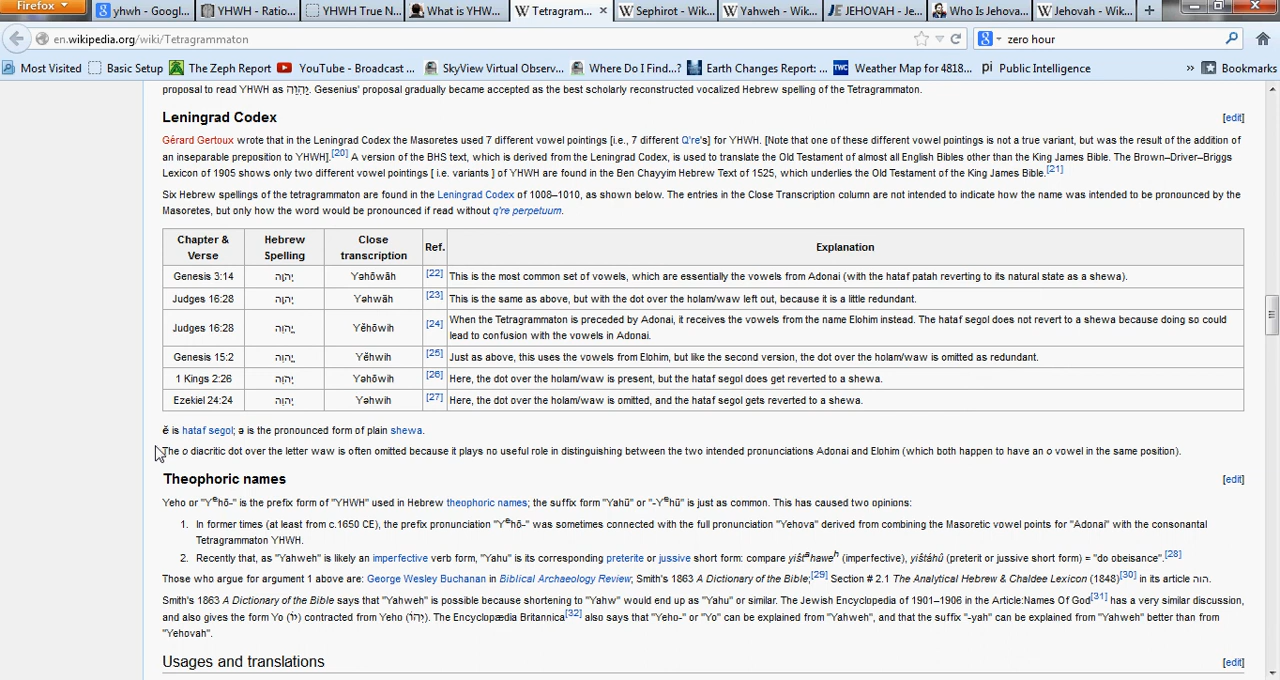 Firefox
yhwh - Googl...
YHWH - Ratio...
YHWH True N...
What is YHW...
Tetragram...
Sephirot - Wik...
Yahweh - Wik...
JEHOVAH - Je...
Who Is Jehova...
Jehovah - Wik...
en.wikipedia.org/wiki/Tetragrammaton
zero hour
Most Visited Basic Setup The Zeph Report YouTube - Broadcast ... SkyView Virtual Observ... Where Do I Find...? Earth Changes Report: ... Weather Map for 4818... Public Intelligence » Bookmarks
proposal to read YHWH as . Gesenius' proposal gradually became accepted as the best scholarly reconstructed vocalized Hebrew spelling of the Tetragrammaton.
Leningrad Codex [edit]
Gérard Gertoux wrote that in the Leningrad Codex the Masoretes used 7 different vowel pointings [i.e., 7 different Q're's] for YHWH. [Note that one of these different vowel pointings is not a true variant, but was the result of the addition of
an inseparable preposition to YHWH].[20] A version of the BHS text, which is derived from the Leningrad Codex, is used to translate the Old Testament of almost all English Bibles other than the King James Bible. The Brown–Driver–Briggs
Lexicon of 1905 shows only two different vowel pointings [ i.e. variants ] of YHWH are found in the Ben Chayyim Hebrew Text of 1525, which underlies the Old Testament of the King James Bible.[21]
Six Hebrew spellings of the tetragrammaton are found in the Leningrad Codex of 1008–1010, as shown below. The entries in the Close Transcription column are not intended to indicate how the name was intended to be pronounced by the
Masoretes, but only how the word would be pronounced if read without q're perpetuum.
Chapter & Verse Hebrew Spelling Close transcription Ref. Explanation
Genesis 3:14 Yəhōwāh [22] This is the most common set of vowels, which are essentially the vowels from Adonai (with the hataf patah reverting to its natural state as a shewa).
Judges 16:28 Yəhwāh [23] This is the same as above, but with the dot over the holam/waw left out, because it is a little redundant.
Judges 16:28 Yĕhōwih [24] When the Tetragrammaton is preceded by Adonai, it receives the vowels from the name Elohim instead. The hataf segol does not revert to a shewa because doing so could
lead to confusion with the vowels in Adonai.
Genesis 15:2 Yĕhwih [25] Just as above, this uses the vowels from Elohim, but like the second version, the dot over the holam/waw is omitted as redundant.
1 Kings 2:26 Yəhōwih [26] Here, the dot over the holam/waw is present, but the hataf segol does get reverted to a shewa.
Ezekiel 24:24 Yəhwih [27] Here, the dot over the holam/waw is omitted, and the hataf segol gets reverted to a shewa.
ĕ is hataf segol; ə is the pronounced form of plain shewa.
The o diacritic dot over the letter waw is often omitted because it plays no useful role in distinguishing between the two intended pronunciations Adonai and Elohim (which both happen to have an o vowel in the same position).
Theophoric names [edit]
Yeho or "Yᵉhō-" is the prefix form of "YHWH" used in Hebrew theophoric names; the suffix form "Yahū" or "-Yᵉhū" is just as common. This has caused two opinions:
1. In former times (at least from c.1650 CE), the prefix pronunciation "Yᵉhō-" was sometimes connected with the full pronunciation "Yehova" derived from combining the Masoretic vowel points for "Adonai" with the consonantal
Tetragrammaton YHWH.
2. Recently, as "Yahweh" is likely an imperfective verb form, "Yahu" is its corresponding preterite or jussive short form: compare yiŝtᵃhaweʰ (imperfective), yiŝtáhû (preterit or jussive short form) = "do obeisance".[28]
Those who argue for argument 1 above are: George Wesley Buchanan in Biblical Archaeology Review; Smith's 1863 A Dictionary of the Bible;[29] Section # 2.1 The Analytical Hebrew & Chaldee Lexicon (1848)[30] in its article הוה.
Smith's 1863 A Dictionary of the Bible says that "Yahweh" is possible because shortening to "Yahw" would end up as "Yahu" or similar. The Jewish Encyclopedia of 1901–1906 in the Article:Names Of God[31] has a very similar discussion,
and also gives the form Yo (יוֹ) contracted from Yeho (יְהוֹ). The Encyclopædia Britannica[32] also says that "Yeho-" or "Yo" can be explained from "Yahweh", and that the suffix "-yah" can be explained from "Yahweh" better than from
"Yehovah".
Usages and translations [edit]